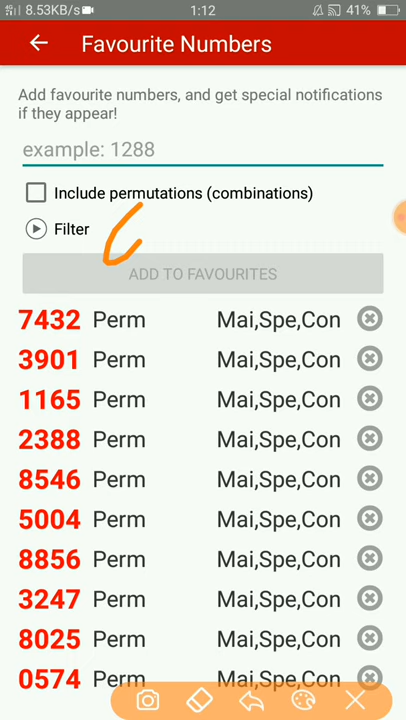 8.53KB/s 1:12 41%
Favourite Numbers
Add favourite numbers, and get special notifications
if they appear!
example: 1288
Include permutations (combinations)
Filter
ADD TO FAVOURITES
7432 Perm Mai,Spe,Con
3901 Perm Mai,Spe,Con
1165 Perm Mai,Spe,Con
2388 Perm Mai,Spe,Con
8546 Perm Mai,Spe,Con
5004 Perm Mai,Spe,Con
8856 Perm Mai,Spe,Con
3247 Perm Mai,Spe,Con
8025 Perm Mai,Spe,Con
0574 Perm Mai,Spe,Con